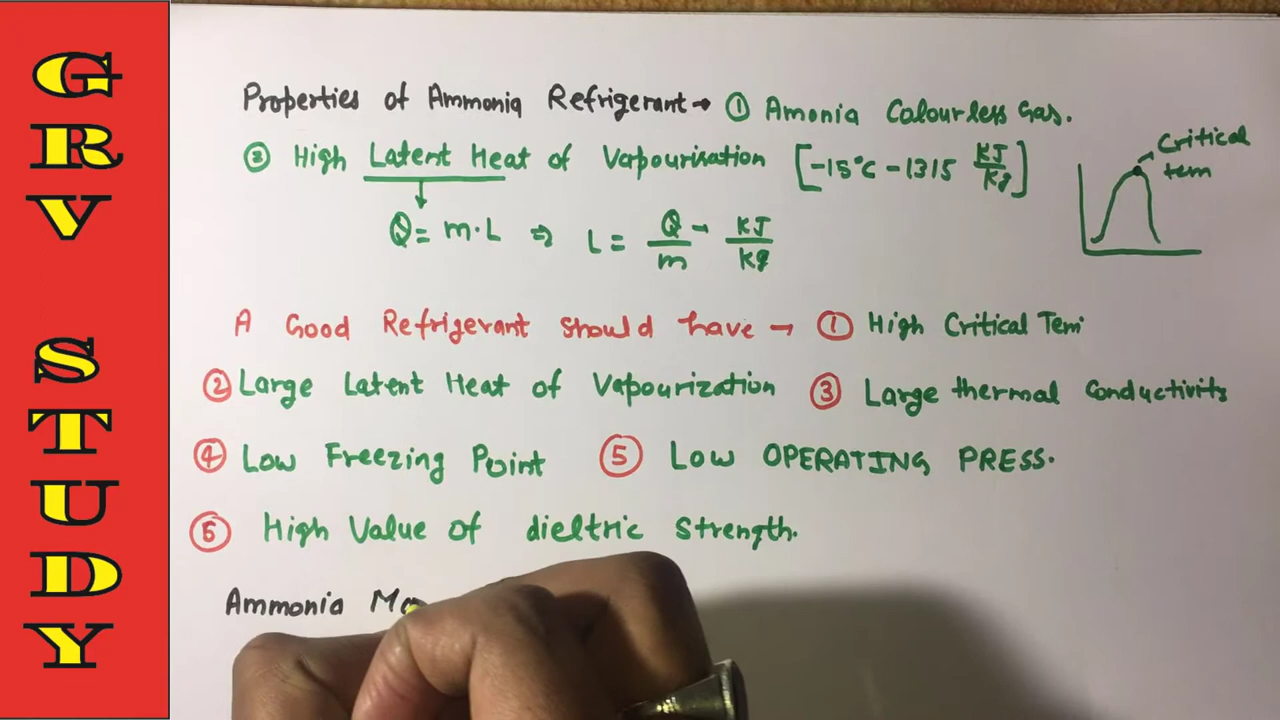 GRV STUDY
Properties of Ammonia Refrigerant → ① Amonia Colourless Gas.
② High Latent Heat of Vapourisation [-15°C - 1315 KJ/Kg]
Critical tem
Q = m·L ⇒ L = Q/m - KJ/Kg
A Good Refrigerant should have → ① High Critical Tem
② Large Latent Heat of Vapourization ③ Large thermal Conductivity
④ Low Freezing Point ⑤ Low OPERATING PRESS.
⑥ High Value of dieltric Strength.
Ammonia